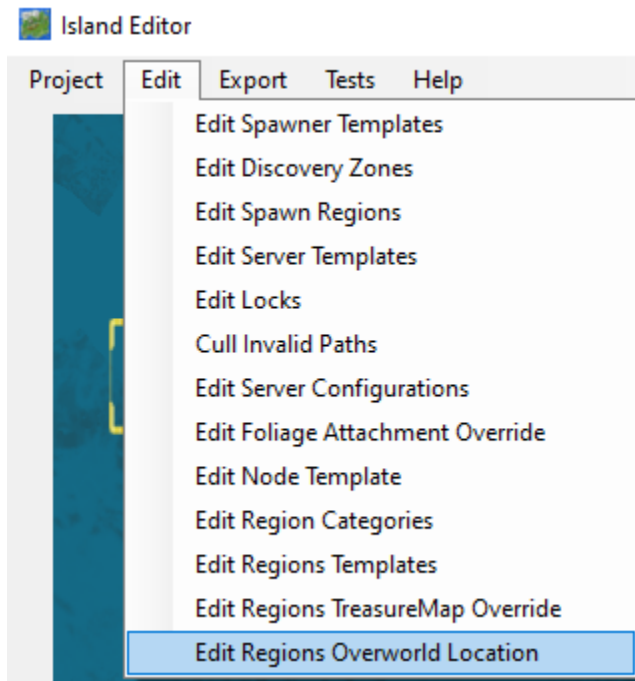 Island Editor
Project Edit Export Tests Help
Edit Spawner Templates
Edit Discovery Zones
Edit Spawn Regions
Edit Server Templates
Edit Locks
Cull Invalid Paths
Edit Server Configurations
Edit Foliage Attachment Override
Edit Node Template
Edit Region Categories
Edit Regions Templates
Edit Regions TreasureMap Override
Edit Regions Overworld Location